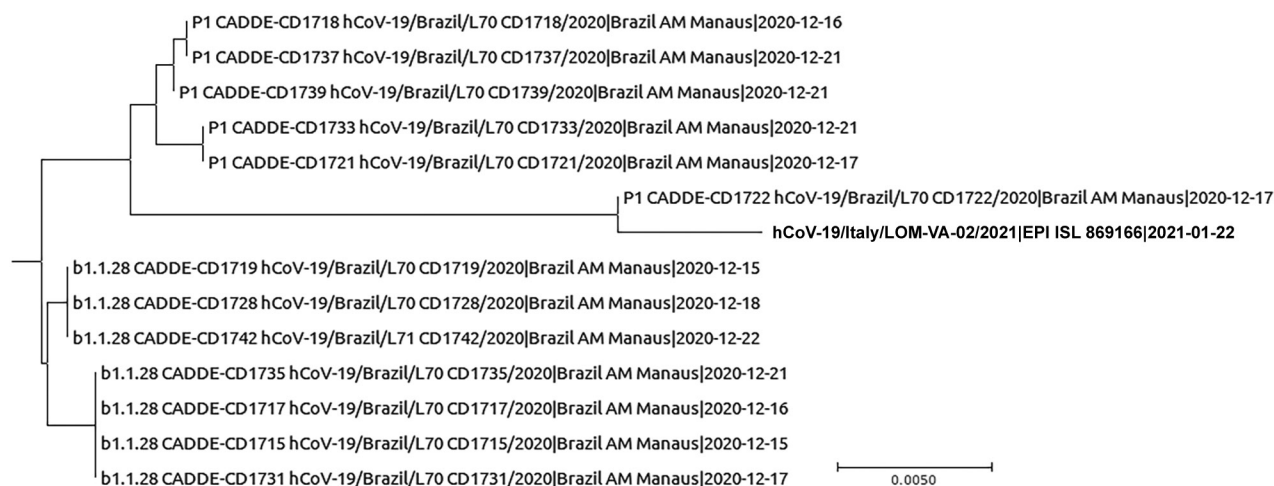 P1 CADDE-CD1718 hCoV-19/Brazil/L70 CD1718/2020|Brazil AM Manaus|2020-12-16
P1 CADDE-CD1737 hCoV-19/Brazil/L70 CD1737/2020|Brazil AM Manaus|2020-12-21
P1 CADDE-CD1739 hCoV-19/Brazil/L70 CD1739/2020|Brazil AM Manaus|2020-12-21
P1 CADDE-CD1733 hCoV-19/Brazil/L70 CD1733/2020|Brazil AM Manaus|2020-12-21
P1 CADDE-CD1721 hCoV-19/Brazil/L70 CD1721/2020|Brazil AM Manaus|2020-12-17
P1 CADDE-CD1722 hCoV-19/Brazil/L70 CD1722/2020|Brazil AM Manaus|2020-12-17
hCoV-19/Italy/LOM-VA-02/2021|EPI ISL 869166|2021-01-22
b1.1.28 CADDE-CD1719 hCoV-19/Brazil/L70 CD1719/2020|Brazil AM Manaus|2020-12-15
b1.1.28 CADDE-CD1728 hCoV-19/Brazil/L70 CD1728/2020|Brazil AM Manaus|2020-12-18
b1.1.28 CADDE-CD1742 hCoV-19/Brazil/L71 CD1742/2020|Brazil AM Manaus|2020-12-22
b1.1.28 CADDE-CD1735 hCoV-19/Brazil/L70 CD1735/2020|Brazil AM Manaus|2020-12-21
b1.1.28 CADDE-CD1717 hCoV-19/Brazil/L70 CD1717/2020|Brazil AM Manaus|2020-12-16
b1.1.28 CADDE-CD1715 hCoV-19/Brazil/L70 CD1715/2020|Brazil AM Manaus|2020-12-15
b1.1.28 CADDE-CD1731 hCoV-19/Brazil/L70 CD1731/2020|Brazil AM Manaus|2020-12-17
0.0050